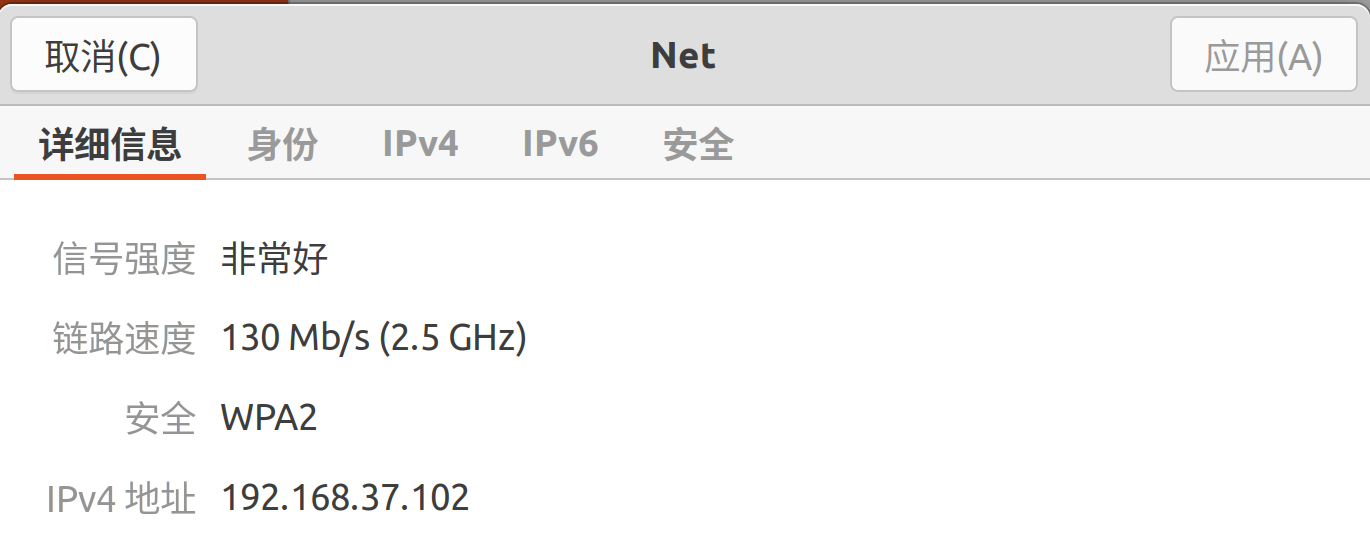 取消(C) Net 应用(A)
详细信息 身份 IPv4 IPv6 安全
信号强度 非常好
链路速度 130 Mb/s (2.5 GHz)
安全 WPA2
IPv4 地址 192.168.37.102